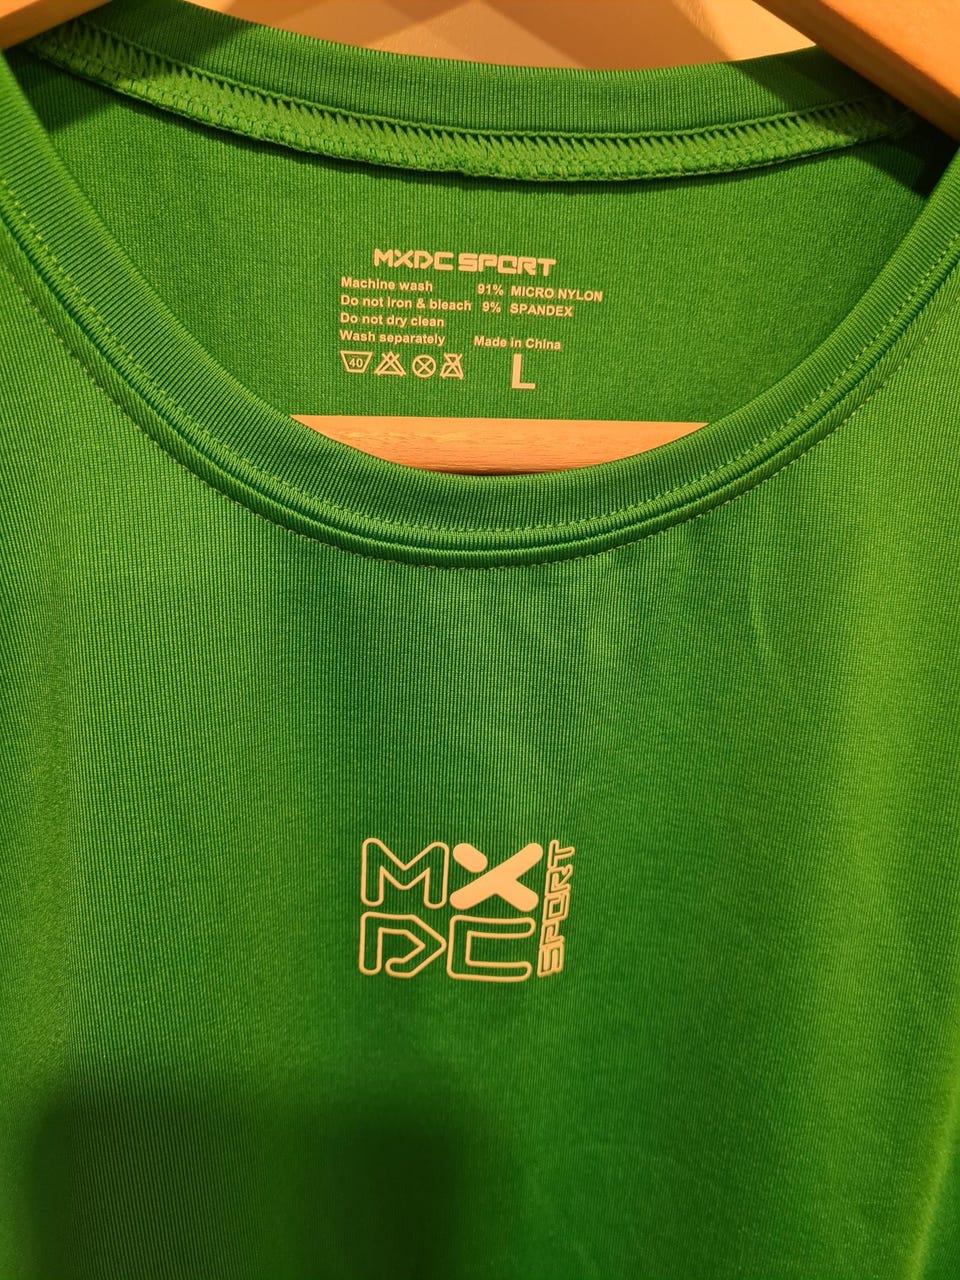 MXDC SPORT
Machine wash 91% MICRO NYLON
Do not iron & bleach 9% SPANDEX
Do not dry clean
Wash separately Made in China
40 L
MX
DC SPORT